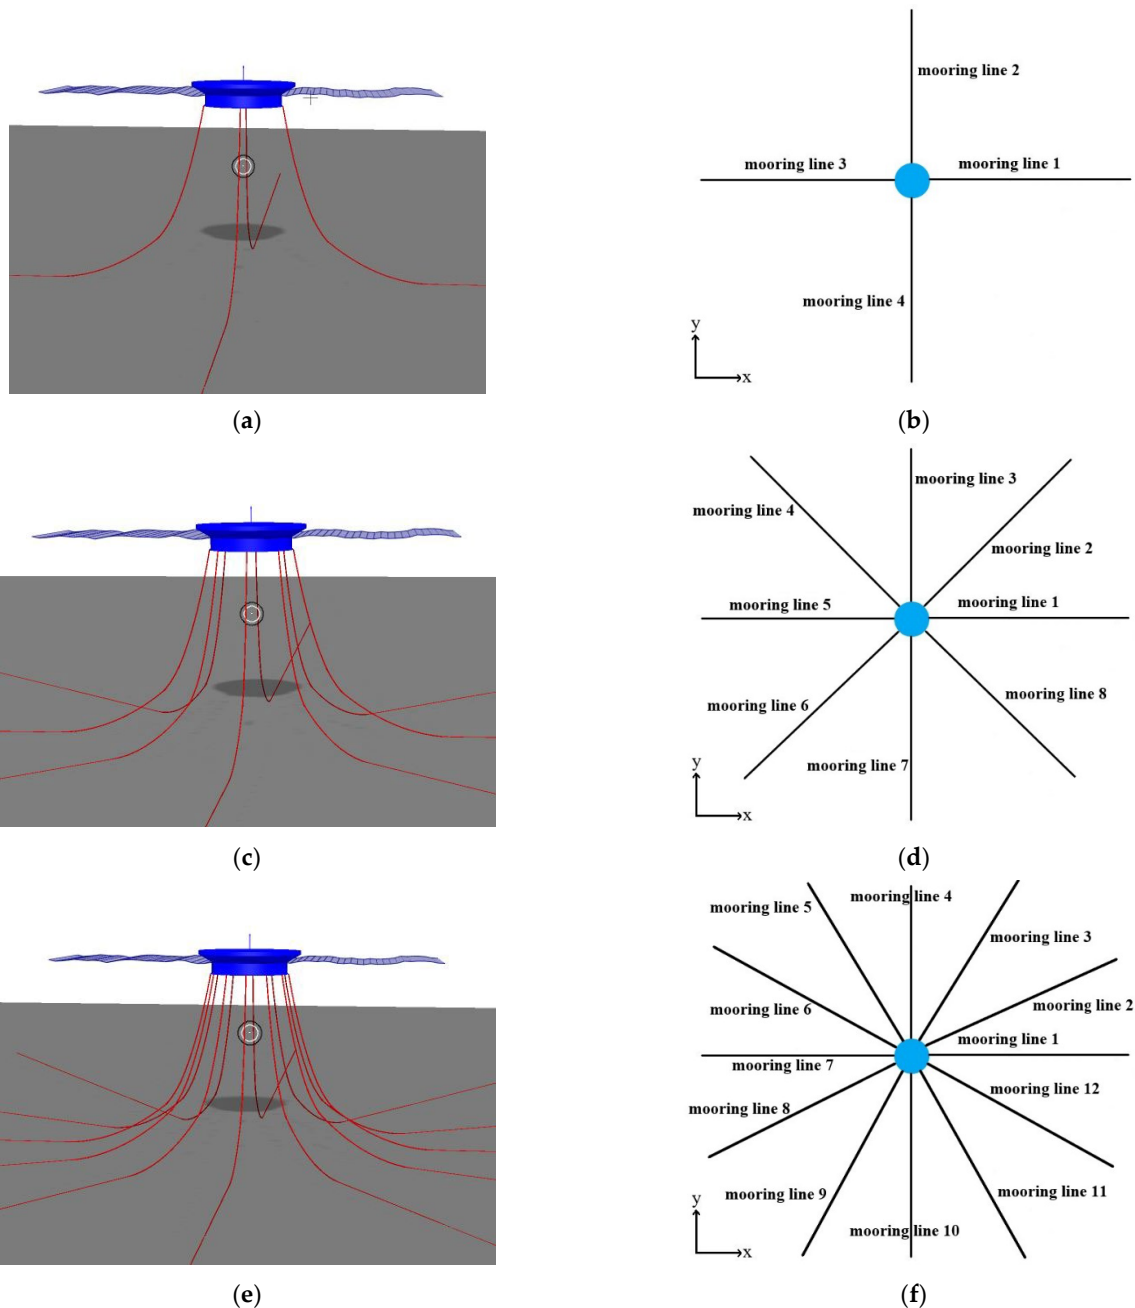 mooring line 2
mooring line 3
mooring line 1
mooring line 4
y
x
(a)
(b)
mooring line 3
mooring line 4
mooring line 2
mooring line 5
mooring line 1
mooring line 6
mooring line 8
mooring line 7
y
x
(c)
(d)
mooring line 4
mooring line 5
mooring line 3
mooring line 6
mooring line 2
mooring line 1
mooring line 7
mooring line 12
mooring line 8
mooring line 9
mooring line 11
mooring line 10
y
x
(e)
(f)